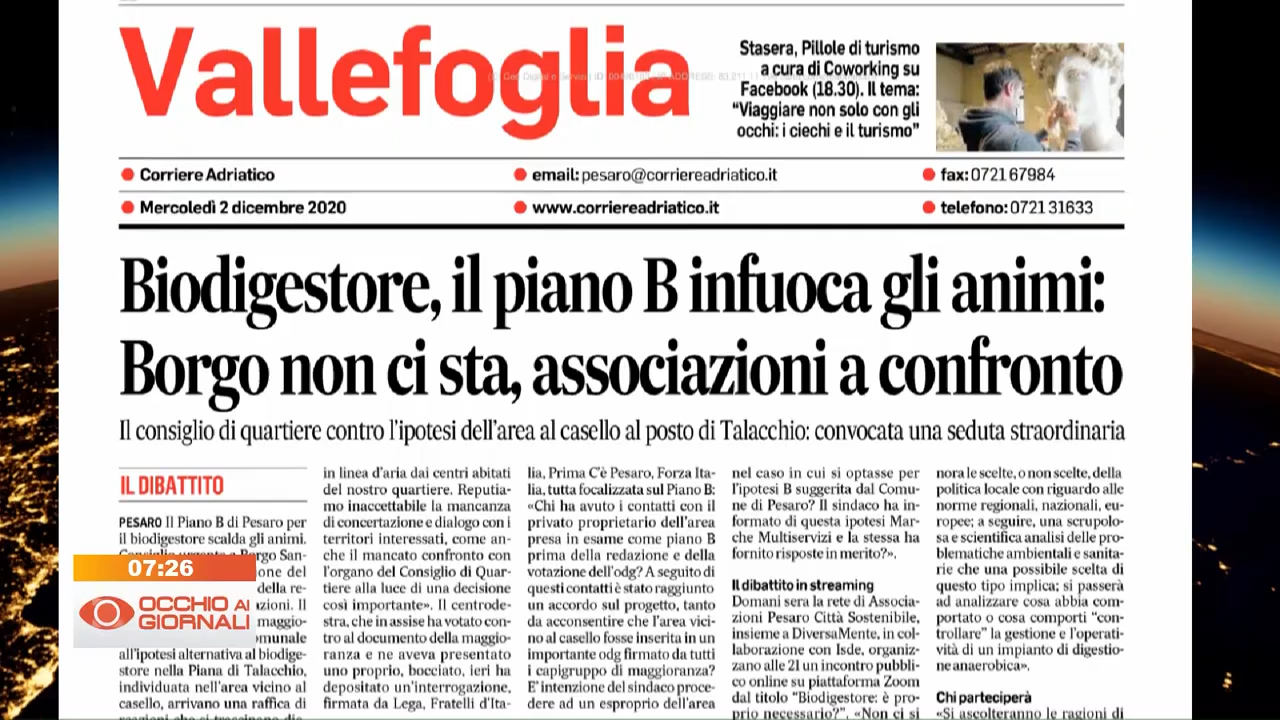 Vallefoglia
Stasera, Pillole di turismo
a cura di Coworking su
Facebook (18.30). Il tema:
“Viaggiare non solo con gli
occhi: i ciechi e il turismo”
Corriere Adriatico
email: pesaro@corriereadriatico.it
fax: 0721 67984
Mercoledì 2 dicembre 2020
www.corriereadriatico.it
telefono: 0721 31633
Biodigestore, il piano B infuoca gli animi:
Borgo non ci sta, associazioni a confronto
Il consiglio di quartiere contro l’ipotesi dell’area al casello al posto di Talacchio: convocata una seduta straordinaria
IL DIBATTITO
PESARO Il Piano B di Pesaro per
il biodigestore scalda gli animi.
Borgo San-
one del
della re-
zioni. Il
maggio-
omunale
all’ipotesi alternativa al biodige-
store nella Piana di Talacchio,
individuata nell’area vicino al
casello, arrivano una raffica di
in linea d’aria dai centri abitati
del nostro quartiere. Reputia-
mo inaccettabile la mancanza
di concertazione e dialogo con i
territori interessati, come an-
che il mancato confronto con
l’organo del Consiglio di Quar-
tiere alla luce di una decisione
così importante». Il centrode-
stra, che in assise ha votato con-
tro al documento della maggio-
ranza e ne aveva presentato
uno proprio, bocciato, ieri ha
depositato un’interrogazione,
firmata da Lega, Fratelli d’Ita-
lia, Prima C’è Pesaro, Forza Ita-
lia, tutta focalizzata sul Piano B:
«Chi ha avuto i contatti con il
privato proprietario dell’area
presa in esame come piano B
prima della redazione e della
votazione dell’odg? A seguito di
questi contatti è stato raggiunto
un accordo sul progetto, tanto
da acconsentire che l’area vici-
no al casello fosse inserita in un
importante odg firmato da tutti
i capigruppo di maggioranza?
E’ intenzione del sindaco proce-
dere ad un esproprio dell’area
nel caso in cui si optasse per
l’ipotesi B suggerita dal Comu-
ne di Pesaro? Il sindaco ha in-
formato di questa ipotesi Mar-
che Multiservizi e la stessa ha
fornito risposte in merito?».
Il dibattito in streaming
Domani sera la rete di Associa-
zioni Pesaro Città Sostenibile,
insieme a DiversaMente, in col-
laborazione con Isde, organiz-
zano alle 21 un incontro pubbli-
co online su piattaforma Zoom
dal titolo “Biodigestore: è pro-
prio necessario?”. «Non ci si
nora le scelte, o non scelte, della
politica locale con riguardo alle
norme regionali, nazionali, eu-
ropee; a seguire, una scrupolo-
sa e scientifica analisi delle pro-
blematiche ambientali e sanita-
rie che una possibile scelta di
questo tipo implica; si passerà
ad analizzare cosa abbia com-
portato o cosa comporti “con-
trollare” la gestione e l’operati-
vità di un impianto di digestio-
ne anaerobica».
Chi parteciperà
«Si ascolteranno le ragioni di
07:26
OCCHIO AI
GIORNALI